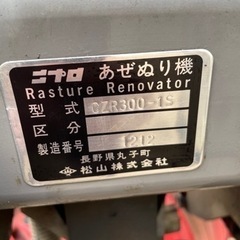 ニプロ あぜぬり機
Rasture Renovator
型式 CZR300-1S
区分
製造番号 1212
長野県丸子町
松山株式会社